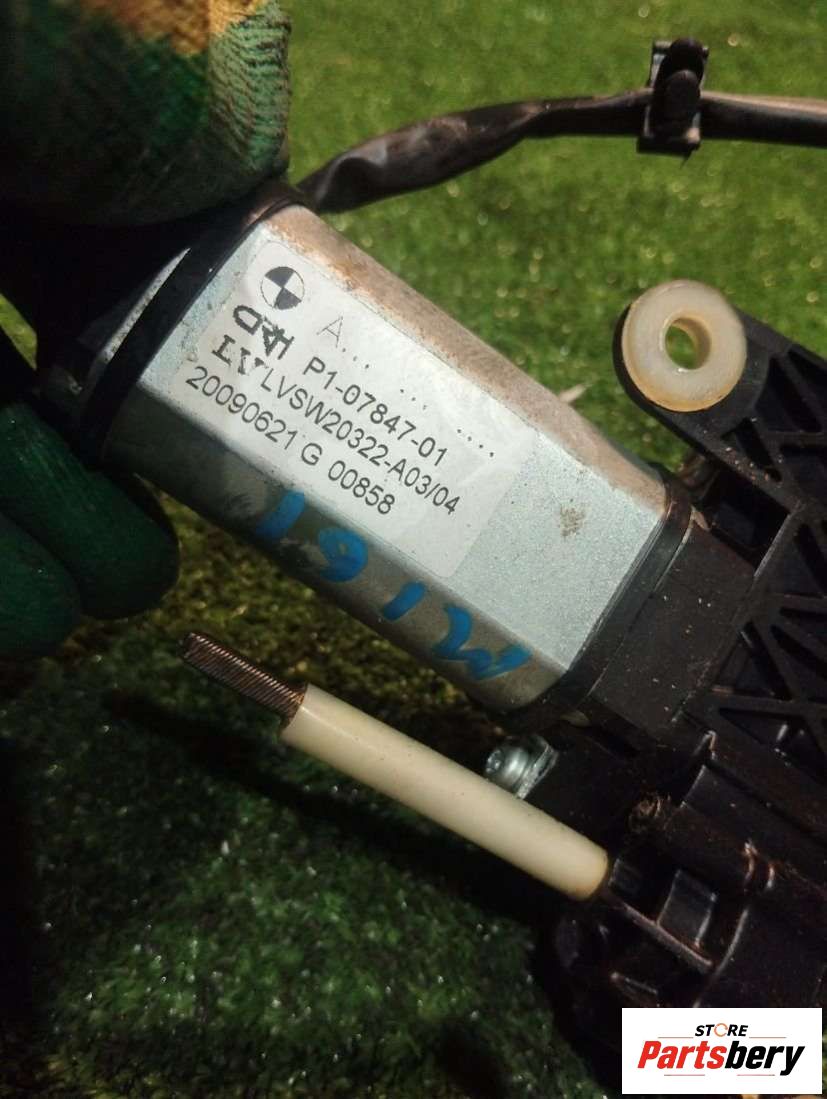 A... ... ....
P1-07847-01
LVSW20322-A03/04
20090621 G 00858
M161
STORE
Partsbery